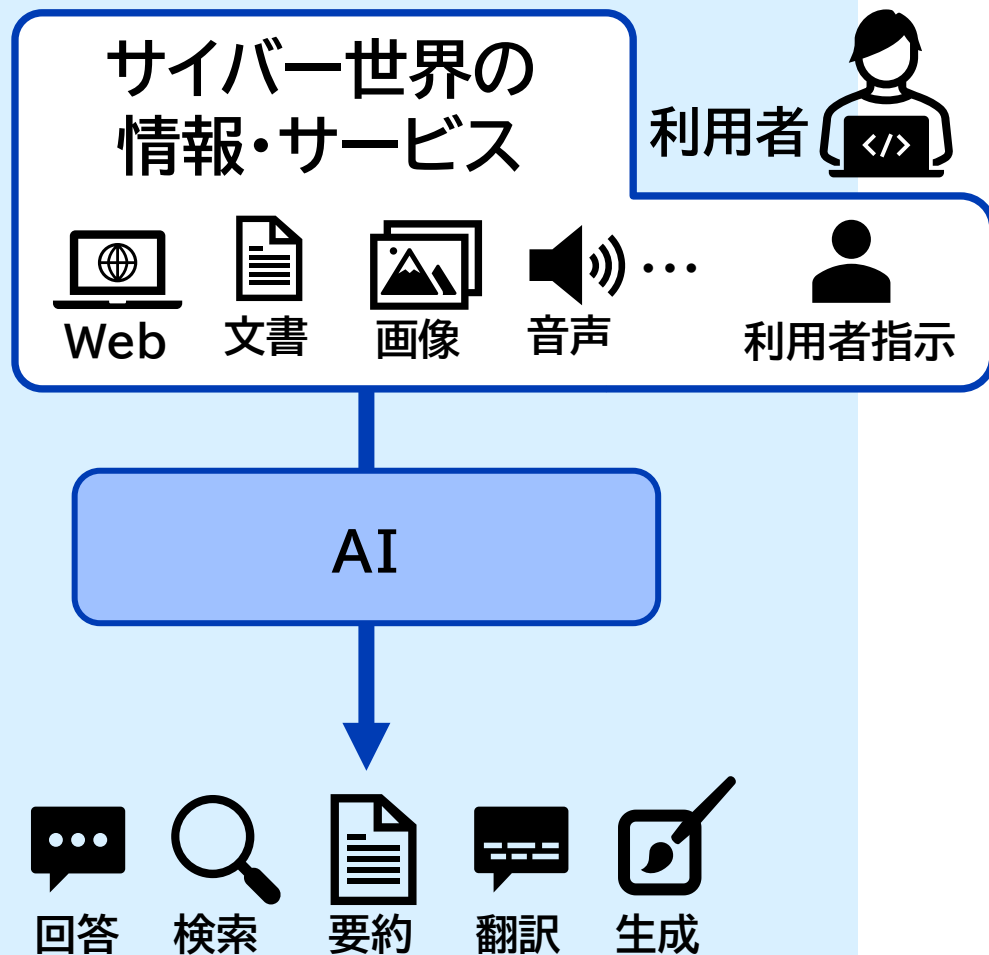 サイバー世界の
情報・サービス
利用者
</>
Web
文書
画像
音声
…
利用者指示
AI
回答
検索
要約
翻訳
生成